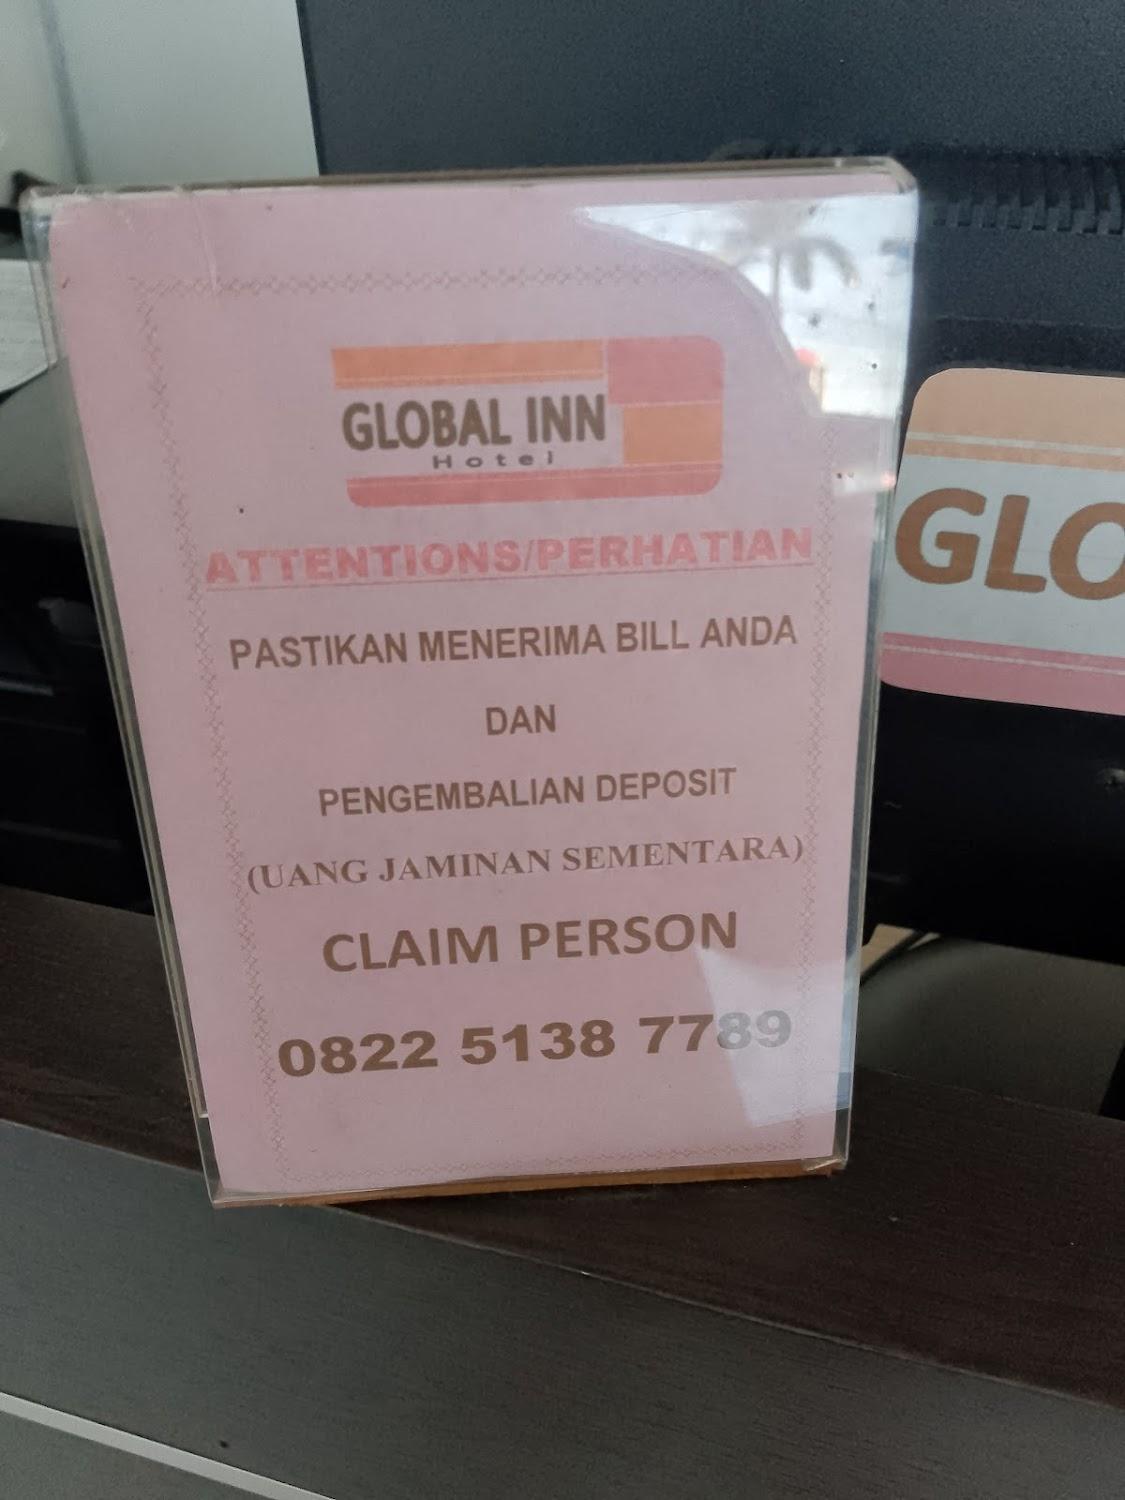 GLOBAL INN
Hotel
ATTENTIONS/PERHATIAN
PASTIKAN MENERIMA BILL ANDA
DAN
PENGEMBALIAN DEPOSIT
(UANG JAMINAN SEMENTARA)
CLAIM PERSON
0822 5138 7789
GLO